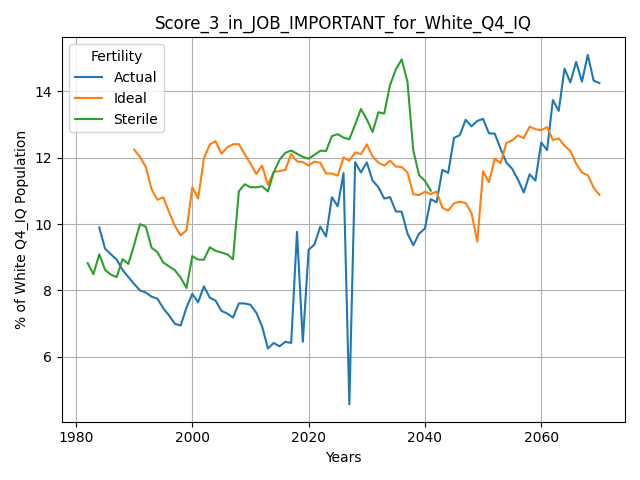 Score_3_in_JOB_IMPORTANT_for_White_Q4_IQ
Fertility
Actual
Ideal
Sterile
% of White Q4_IQ Population
14
12
10
8
6
1980
2000
2020
2040
2060
Years